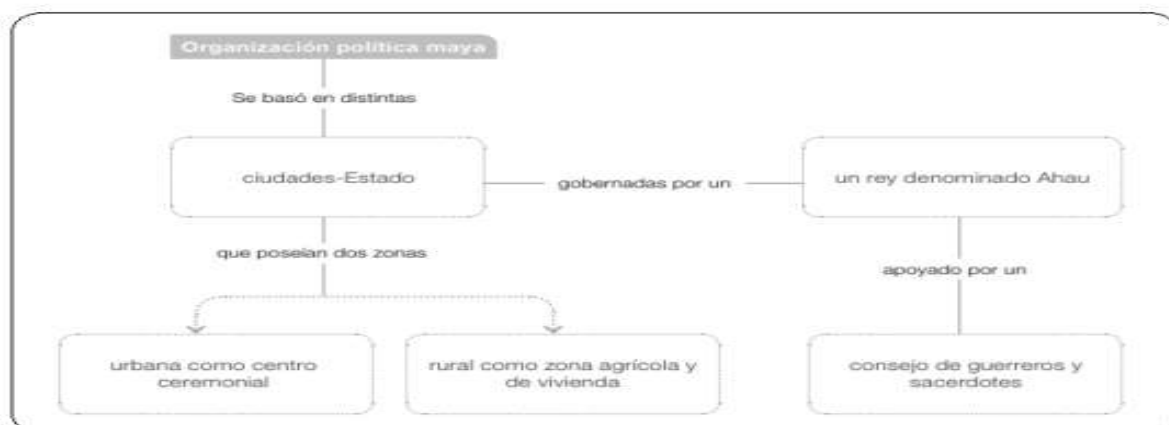 Organización política maya
Se basó en distintas
ciudades-Estado
gobernadas por un
un rey denominado Ahau
que poseían dos zonas
apoyado por un
urbana como centro
ceremonial
rural como zona agrícola y
de vivienda
consejo de guerreros y
sacerdotes